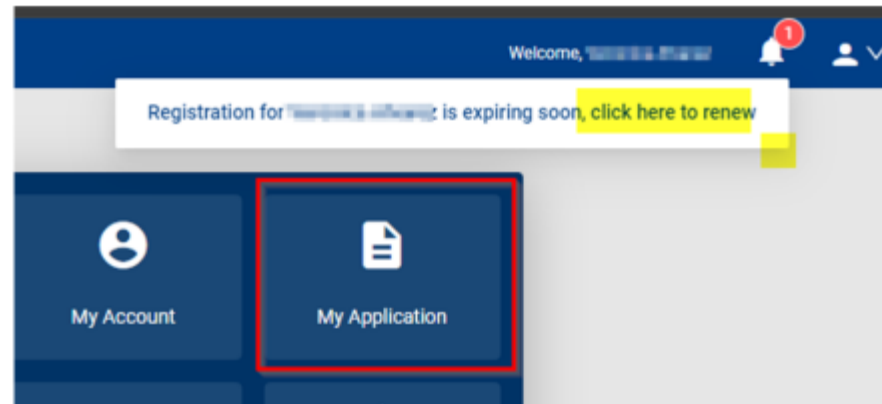 1
Welcome,
Registration for is expiring soon, click here to renew
My Account
My Application